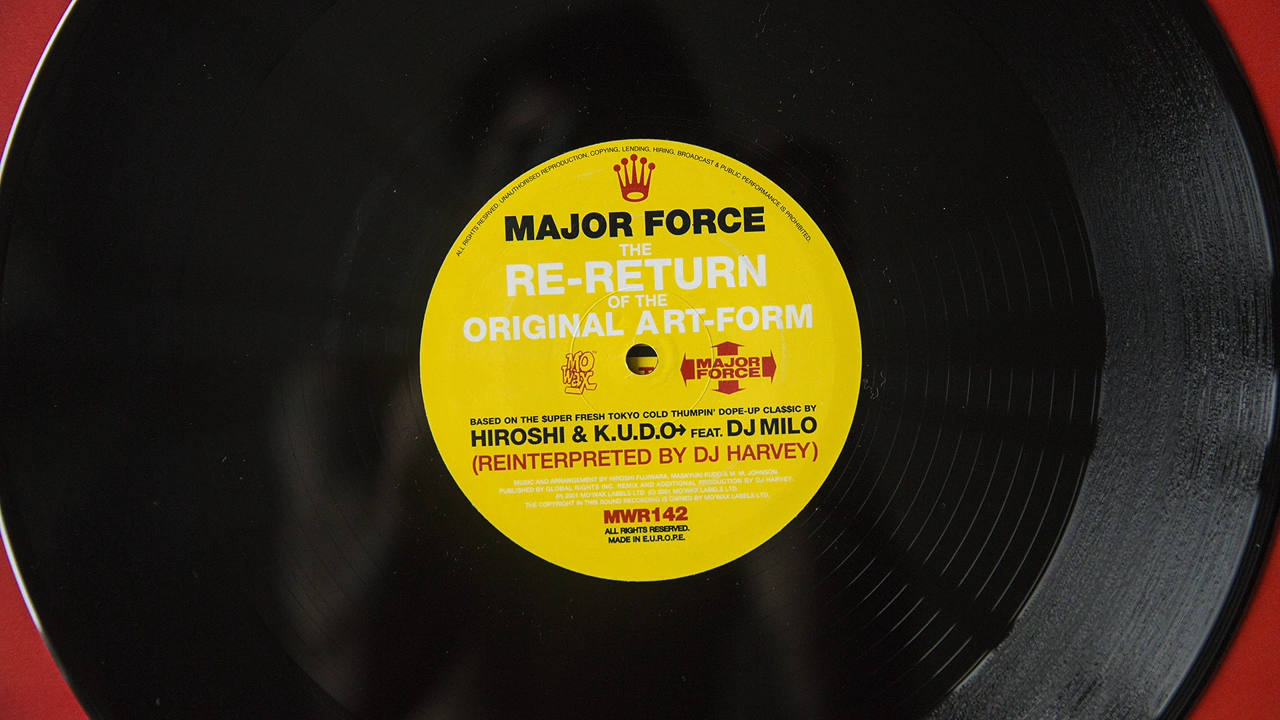 ALL RIGHTS RESRVED. UNAUTHORISED REPRODUCTION, COPYING, LENDING, HIRING, BROADCAST & PUBLIC PERFORMANCE IS PROHIBITED.
MAJOR FORCE
THE
RE-RETURN
OF THE
ORIGINAL ART-FORM
MO WAX
MAJOR FORCE
BASED ON THE SUPER FRESH TOKYO COLD THUMPIN' DOPE-UP CLASSIC BY
HIROSHI & K.U.D.O FEAT. DJ MILO
(REINTERPRETED BY DJ HARVEY)
MUSIC AND ARRANGEMENT BY HIROSHI FUJIWARA, MASAYUKI KUDO & M. M. JOHNSON.
PUBLISHED BY GLOBAL RIGHTS INC. REMIX AND ADDITIONAL PRODUCTION BY DJ HARVEY.
(P) 2001 MO'WAX LABELS LTD. (C) 2001 MO'WAX LABELS LTD.
THE COPYRIGHT IN THIS SOUND RECORDING IS OWNED BY MO'WAX LABELS LTD.
MWR142
ALL RIGHTS RESERVED.
MADE IN E.U.R.O.P.E.